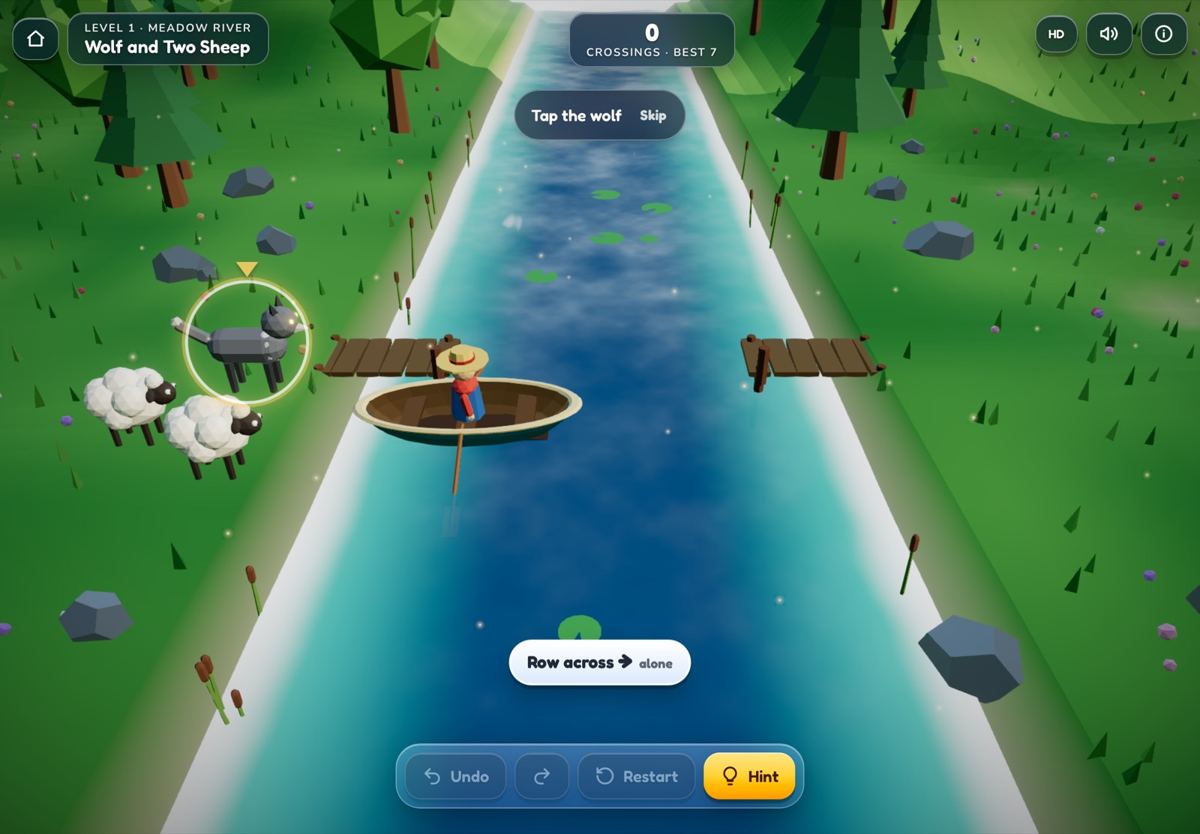 LEVEL 1 · MEADOW RIVER
Wolf and Two Sheep
0
CROSSINGS · BEST 7
HD
Tap the wolf Skip
Row across → alone
Undo
Restart
Hint